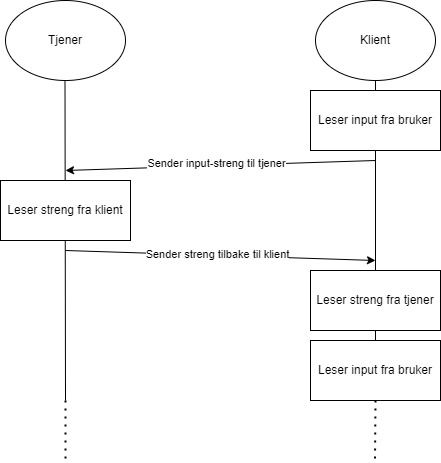 Tjener
Klient
Leser input fra bruker
Sender input-streng til tjener
Leser streng fra klient
Sender streng tilbake til klient
Leser streng fra tjener
Leser input fra bruker